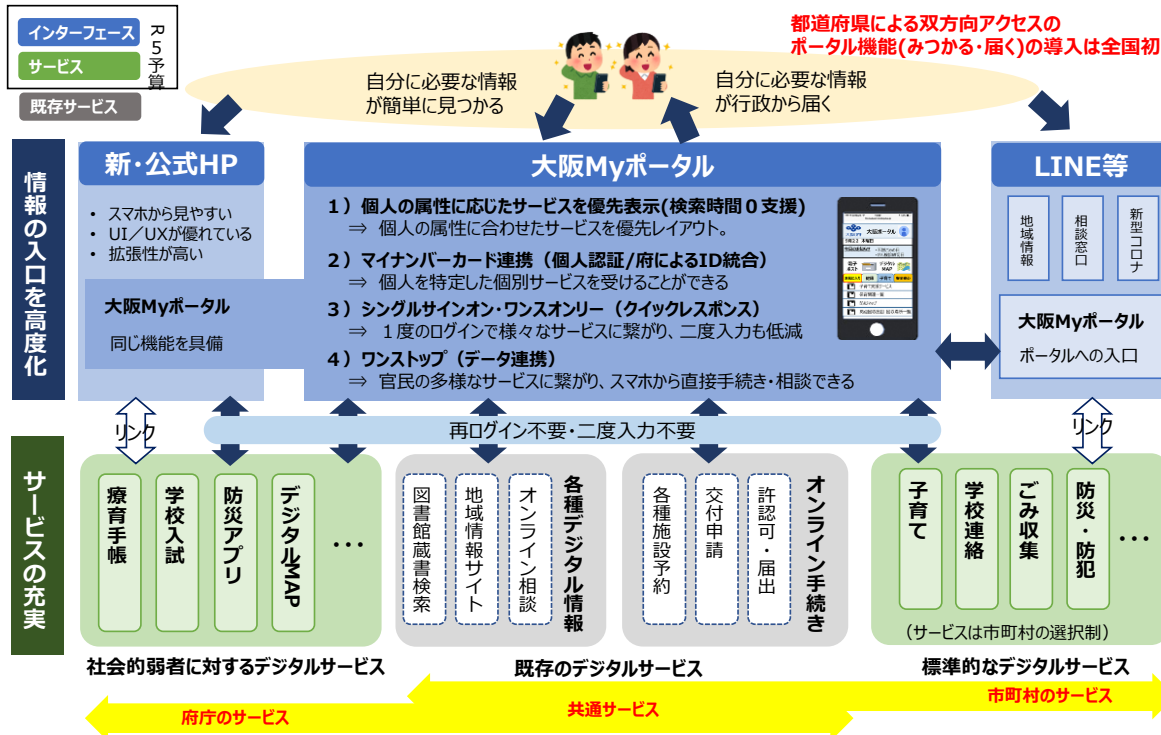 インターフェース
サービス
既存サービス
R5予算
都道府県による双方向アクセスの
ポータル機能(みつかる・届く)の導入は全国初
自分に必要な情報
が簡単に見つかる
自分に必要な情報
が行政から届く
情報の入口を高度化
新・公式HP
• スマホから見やすい
• UI/UXが優れている
• 拡張性が高い
大阪Myポータル
同じ機能を具備
大阪Myポータル
1)個人の属性に応じたサービスを優先表示(検索時間0支援)
⇒ 個人の属性に合わせたサービスを優先レイアウト。
2)マイナンバーカード連携(個人認証/府によるID統合)
⇒ 個人を特定した個別サービスを受けることができる
3)シングルサインオン・ワンスオンリー(クイックレスポンス)
⇒ 1度のログインで様々なサービスに繋がり、二度入力も低減
4)ワンストップ(データ連携)
⇒ 官民の多様なサービスに繋がり、スマホから直接手続き・相談できる
大阪ポータル
LINE等
地域情報
相談窓口
新型コロナ
大阪Myポータル
ポータルへの入口
リンク
再ログイン不要・二度入力不要
リンク
サービスの充実
療育手帳
学校入試
防災アプリ
デジタルMAP
…
図書館蔵書検索
地域情報サイト
オンライン相談
各種デジタル情報
各種施設予約
交付申請
許認可・届出
オンライン手続き
子育て
学校連絡
ごみ収集
防災・防犯
…
(サービスは市町村の選択制)
社会的弱者に対するデジタルサービス
既存のデジタルサービス
標準的なデジタルサービス
府庁のサービス
共通サービス
市町村のサービス